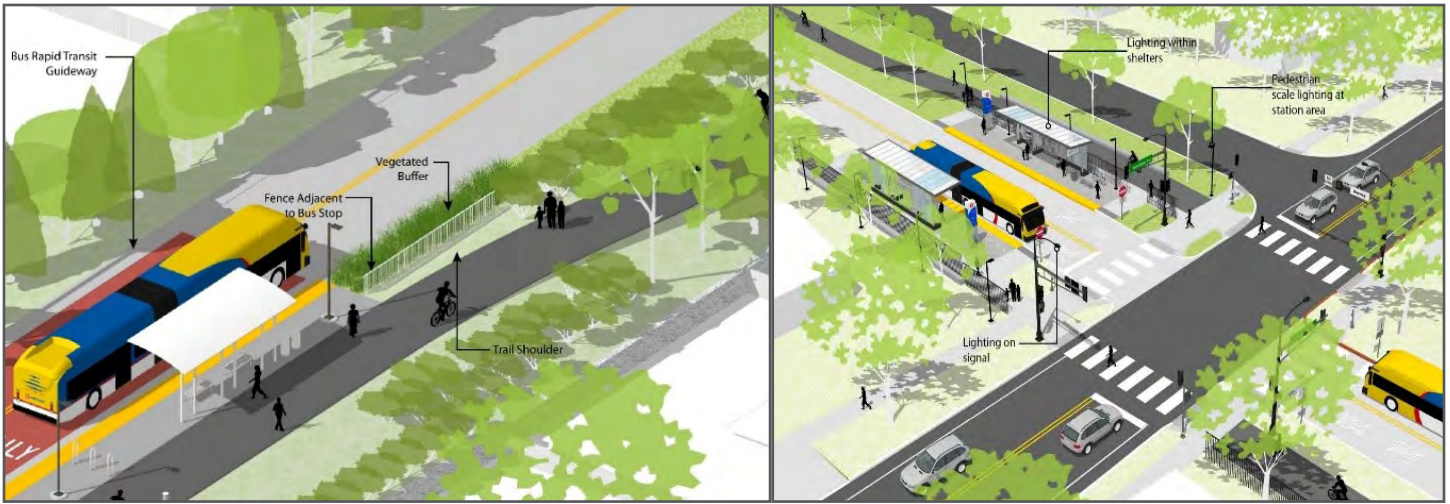 Bus Rapid Transit
Guideway
Vegetated
Buffer
Fence Adjacent
to Bus Stop
Trail Shoulder
LLY
Lighting within
shelters
Pedestrian
scale lighting at
station area
Lighting on
signal